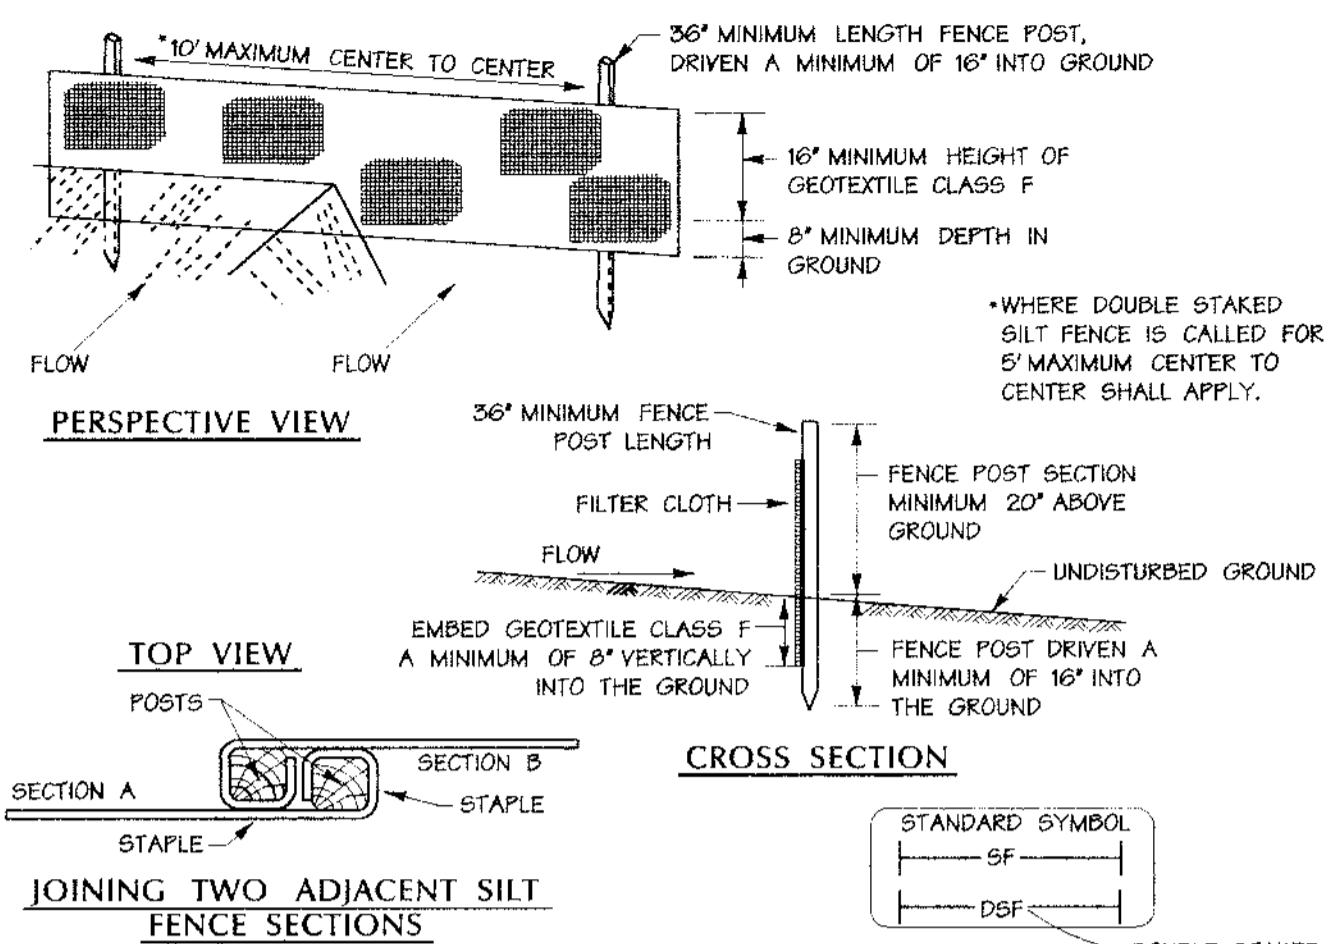 *10' MAXIMUM CENTER TO CENTER
36" MINIMUM LENGTH FENCE POST,
DRIVEN A MINIMUM OF 16" INTO GROUND
16" MINIMUM HEIGHT OF
GEOTEXTILE CLASS F
8" MINIMUM DEPTH IN
GROUND
FLOW
FLOW
PERSPECTIVE VIEW
*WHERE DOUBLE STAKED
SILT FENCE IS CALLED FOR
5' MAXIMUM CENTER TO
CENTER SHALL APPLY.
36" MINIMUM FENCE
POST LENGTH
FILTER CLOTH
FLOW
FENCE POST SECTION
MINIMUM 20" ABOVE
GROUND
UNDISTURBED GROUND
EMBED GEOTEXTILE CLASS F
A MINIMUM OF 8" VERTICALLY
INTO THE GROUND
FENCE POST DRIVEN A
MINIMUM OF 16" INTO
THE GROUND
CROSS SECTION
TOP VIEW
POSTS
SECTION A
SECTION B
STAPLE
STAPLE
JOINING TWO ADJACENT SILT
FENCE SECTIONS
STANDARD SYMBOL
SF
DSF